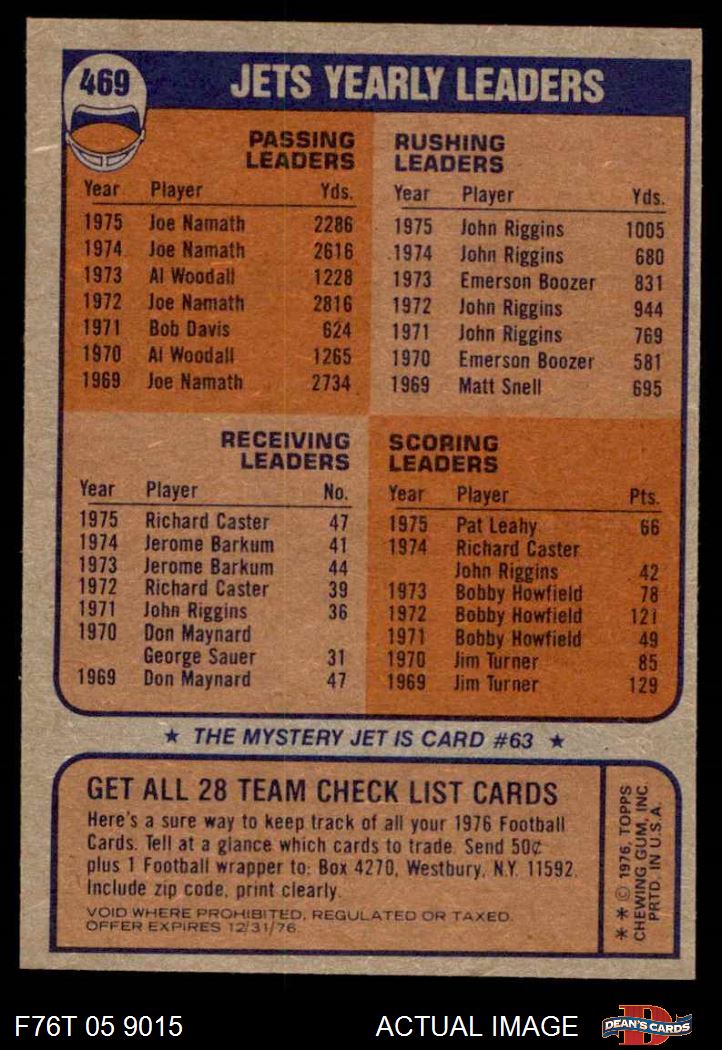 469
JETS YEARLY LEADERS
PASSING
LEADERS
Year Player Yds.
1975 Joe Namath 2286
1974 Joe Namath 2616
1973 Al Woodall 1228
1972 Joe Namath 2816
1971 Bob Davis 624
1970 Al Woodall 1265
1969 Joe Namath 2734
RUSHING
LEADERS
Year Player Yds.
1975 John Riggins 1005
1974 John Riggins 680
1973 Emerson Boozer 831
1972 John Riggins 944
1971 John Riggins 769
1970 Emerson Boozer 581
1969 Matt Snell 695
RECEIVING
LEADERS
Year Player No.
1975 Richard Caster 47
1974 Jerome Barkum 41
1973 Jerome Barkum 44
1972 Richard Caster 39
1971 John Riggins 36
1970 Don Maynard
George Sauer 31
1969 Don Maynard 47
SCORING
LEADERS
Year Player Pts.
1975 Pat Leahy 66
1974 Richard Caster
John Riggins 42
1973 Bobby Howfield 78
1972 Bobby Howfield 121
1971 Bobby Howfield 49
1970 Jim Turner 85
1969 Jim Turner 129
★ THE MYSTERY JET IS CARD #63 ★
GET ALL 28 TEAM CHECK LIST CARDS
Here's a sure way to keep track of all your 1976 Football
Cards. Tell at a glance which cards to trade. Send 50¢
plus 1 Football wrapper to: Box 4270, Westbury, N.Y. 11592.
Include zip code, print clearly.
VOID WHERE PROHIBITED, REGULATED OR TAXED.
OFFER EXPIRES 12/31/76.
* * © 1976, TOPPS
CHEWING GUM, INC
PRTD. IN U.S.A.
F76T 05 9015
ACTUAL IMAGE
D
DEAN'S CARDS